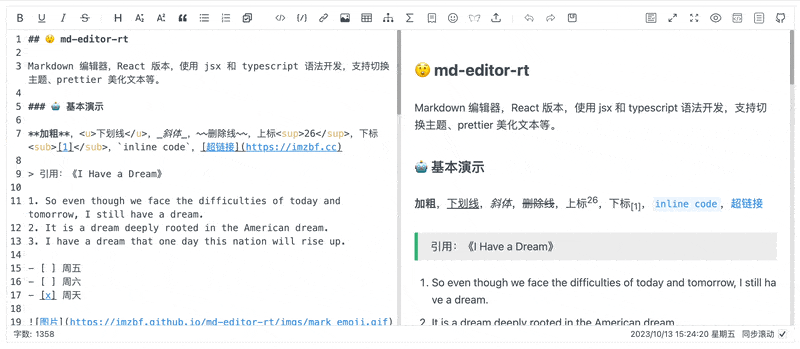 1 ## 😲 md-editor-rt
2
3 Markdown 编辑器，React 版本，使用 jsx 和 typescript 语法开发，支持切换
主题、prettier 美化文本等。
4
5 ### 🤖 基本演示
6
7 **加粗**，<u>下划线</u>，_斜体_，~~删除线~~，上标<sup>26</sup>，下标
<sub>[1]</sub>，`inline code`，[超链接](https://imzbf.cc)
8
9 > 引用：《I Have a Dream》
10
11 1. So even though we face the difficulties of today and
tomorrow, I still have a dream.
12 2. It is a dream deeply rooted in the American dream.
13 3. I have a dream that one day this nation will rise up.
14
15 - [ ] 周五
16 - [ ] 周六
17 - [x] 周天
18
19 ![图片](https://imzbf.github.io/md-editor-rt/imgs/mark_emoji.gif)
😲 md-editor-rt
Markdown 编辑器，React 版本，使用 jsx 和 typescript 语法开发，支持切
换主题、prettier 美化文本等。
🤖 基本演示
加粗，下划线，斜体，删除线，上标26，下标[1]，inline code，超链接
引用：《I Have a Dream》
1. So even though we face the difficulties of today and tomorrow, I still ha
ve a dream.
2. It is a dream deeply rooted in the American dream.
字数: 1358
2023/10/13 15:24:20 星期五 同步滚动